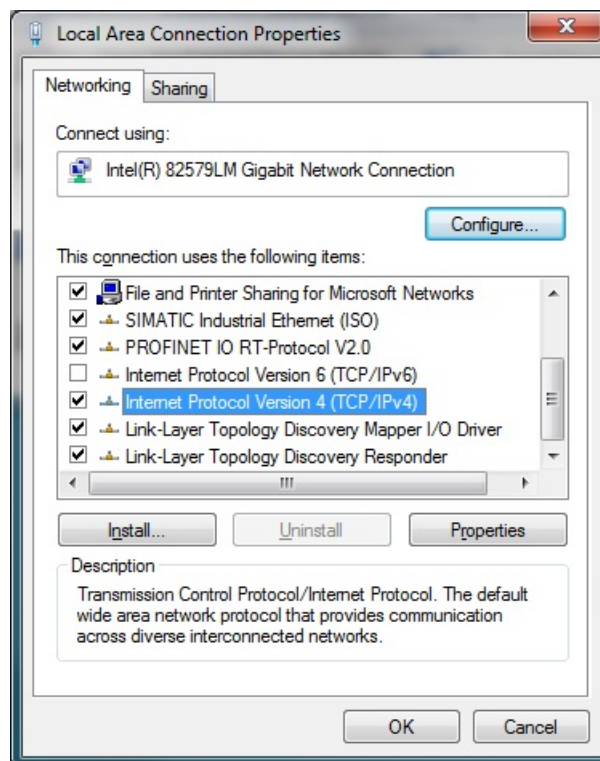 Local Area Connection Properties
Networking
Sharing
Connect using:
Intel(R) 82579LM Gigabit Network Connection
Configure...
This connection uses the following items:
File and Printer Sharing for Microsoft Networks
SIMATIC Industrial Ethernet (ISO)
PROFINET IO RT-Protocol V2.0
Internet Protocol Version 6 (TCP/IPv6)
Internet Protocol Version 4 (TCP/IPv4)
Link-Layer Topology Discovery Mapper I/O Driver
Link-Layer Topology Discovery Responder
Install...
Uninstall
Properties
Description
Transmission Control Protocol/Internet Protocol. The default
wide area network protocol that provides communication
across diverse interconnected networks.
OK
Cancel